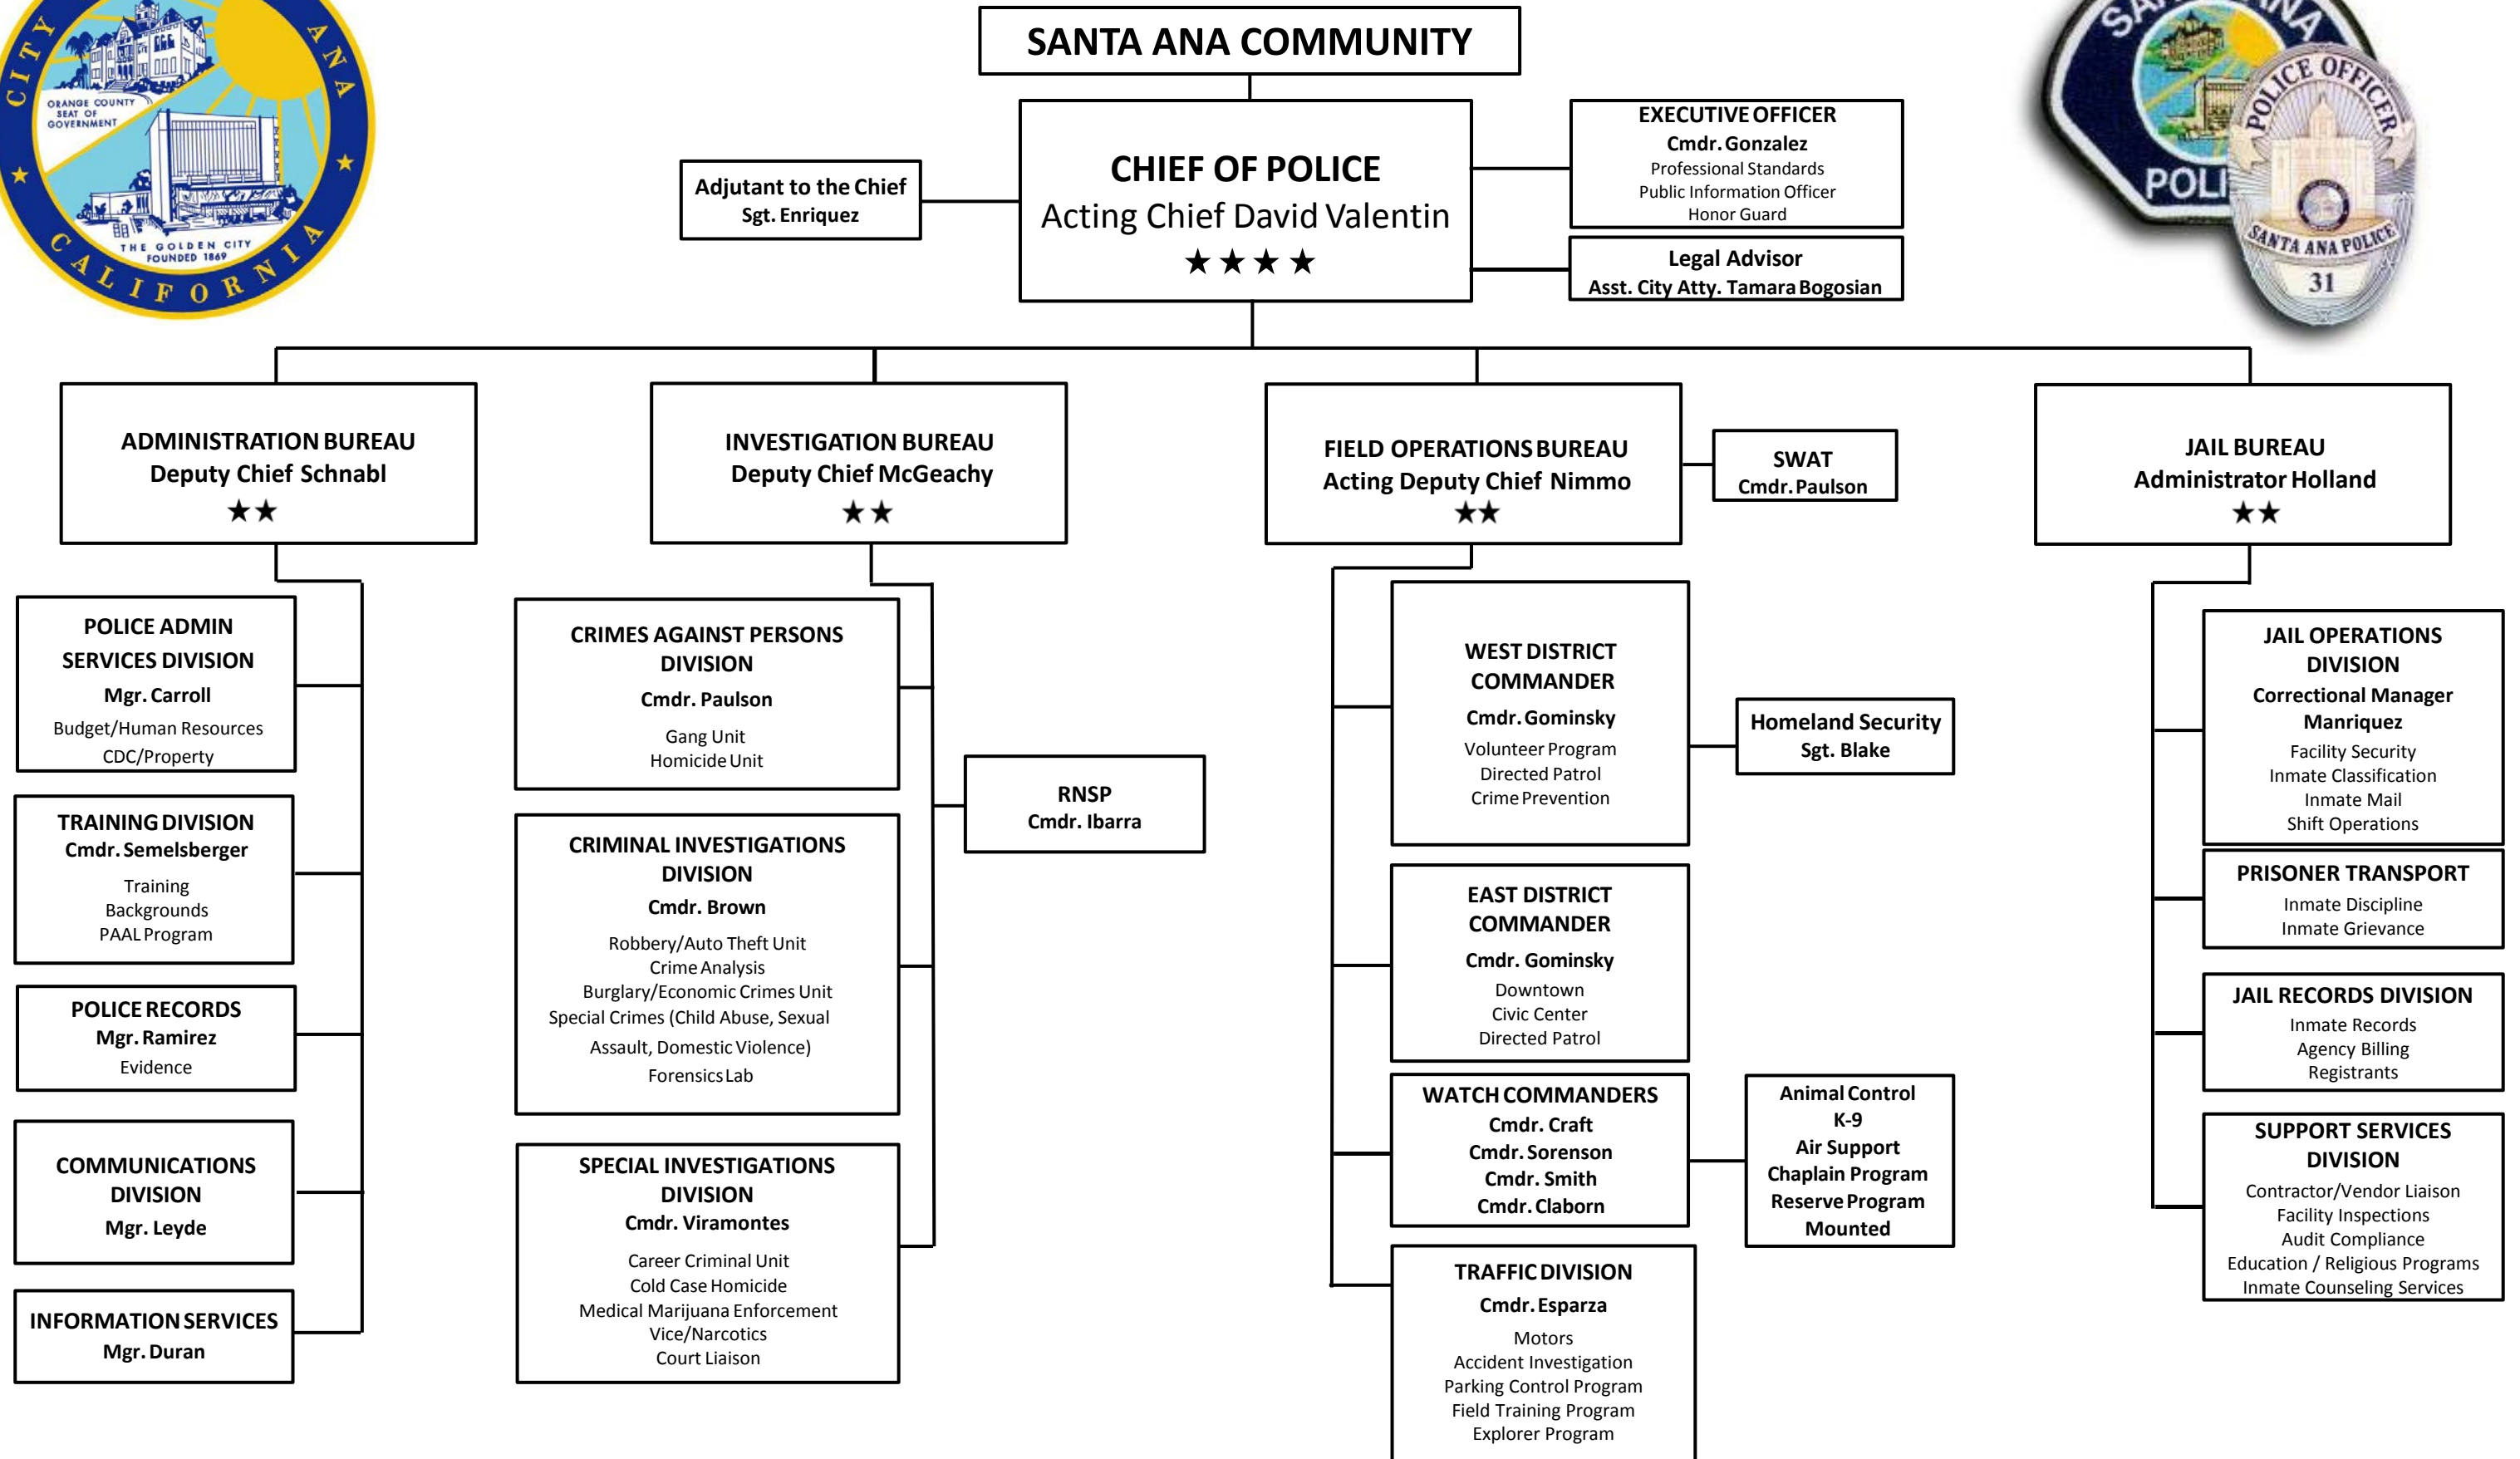 CITY
ANA
CALIFORNIA
ORANGE COUNTY
SEAT OF
GOVERNMENT
THE GOLDEN CITY
FOUNDED 1869
SANTA ANA COMMUNITY
CHIEF OF POLICE
Acting Chief David Valentin
Adjutant to the Chief
Sgt. Enriquez
EXECUTIVE OFFICER
Cmdr. Gonzalez
Professional Standards
Public Information Officer
Honor Guard
Legal Advisor
Asst. City Atty. Tamara Bogosian
POLICE OFFICER
SANTA ANA POLICE
31
ADMINISTRATION BUREAU
Deputy Chief Schnabl
POLICE ADMIN
SERVICES DIVISION
Mgr. Carroll
Budget/Human Resources
CDC/Property
TRAINING DIVISION
Cmdr. Semelsberger
Training
Backgrounds
PAAL Program
POLICE RECORDS
Mgr. Ramirez
Evidence
COMMUNICATIONS
DIVISION
Mgr. Leyde
INFORMATION SERVICES
Mgr. Duran
INVESTIGATION BUREAU
Deputy Chief McGeachy
CRIMES AGAINST PERSONS
DIVISION
Cmdr. Paulson
Gang Unit
Homicide Unit
RNSP
Cmdr. Ibarra
CRIMINAL INVESTIGATIONS
DIVISION
Cmdr. Brown
Robbery/Auto Theft Unit
Crime Analysis
Burglary/Economic Crimes Unit
Special Crimes (Child Abuse, Sexual
Assault, Domestic Violence)
Forensics Lab
SPECIAL INVESTIGATIONS
DIVISION
Cmdr. Viramontes
Career Criminal Unit
Cold Case Homicide
Medical Marijuana Enforcement
Vice/Narcotics
Court Liaison
FIELD OPERATIONS BUREAU
Acting Deputy Chief Nimmo
SWAT
Cmdr. Paulson
WEST DISTRICT
COMMANDER
Cmdr. Gominsky
Volunteer Program
Directed Patrol
Crime Prevention
Homeland Security
Sgt. Blake
EAST DISTRICT
COMMANDER
Cmdr. Gominsky
Downtown
Civic Center
Directed Patrol
WATCH COMMANDERS
Cmdr. Craft
Cmdr. Sorenson
Cmdr. Smith
Cmdr. Claborn
Animal Control
K-9
Air Support
Chaplain Program
Reserve Program
Mounted
TRAFFIC DIVISION
Cmdr. Esparza
Motors
Accident Investigation
Parking Control Program
Field Training Program
Explorer Program
JAIL BUREAU
Administrator Holland
JAIL OPERATIONS
DIVISION
Correctional Manager
Manriquez
Facility Security
Inmate Classification
Inmate Mail
Shift Operations
PRISONER TRANSPORT
Inmate Discipline
Inmate Grievance
JAIL RECORDS DIVISION
Inmate Records
Agency Billing
Registrants
SUPPORT SERVICES
DIVISION
Contractor/Vendor Liaison
Facility Inspections
Audit Compliance
Education / Religious Programs
Inmate Counseling Services